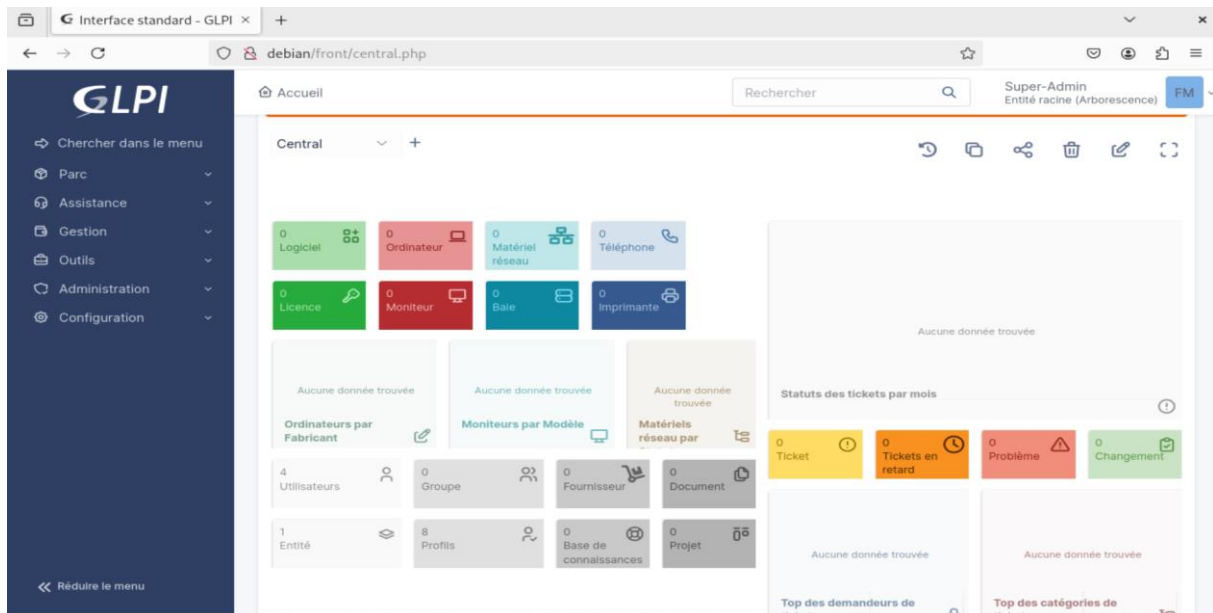 Interface standard - GLPI
debian/front/central.php
GLPI
Chercher dans le menu
Parc
Assistance
Gestion
Outils
Administration
Configuration
Réduire le menu
Accueil
Rechercher
Super-Admin
Entité racine (Arborescence)
FM
Central
0
Logiciel
0
Ordinateur
0
Matériel
réseau
0
Téléphone
0
Licence
0
Moniteur
0
Baie
0
Imprimante
Aucune donnée trouvée
Ordinateurs par
Fabricant
Aucune donnée trouvée
Moniteurs par Modèle
Aucune donnée
trouvée
Matériels
réseau par
4
Utilisateurs
0
Groupe
0
Fournisseur
0
Document
1
Entité
8
Profils
0
Base de
connaissances
0
Projet
Aucune donnée trouvée
Statuts des tickets par mois
0
Ticket
0
Tickets en
retard
0
Problème
0
Changement
Aucune donnée trouvée
Top des demandeurs de
Aucune donnée trouvée
Top des catégories de